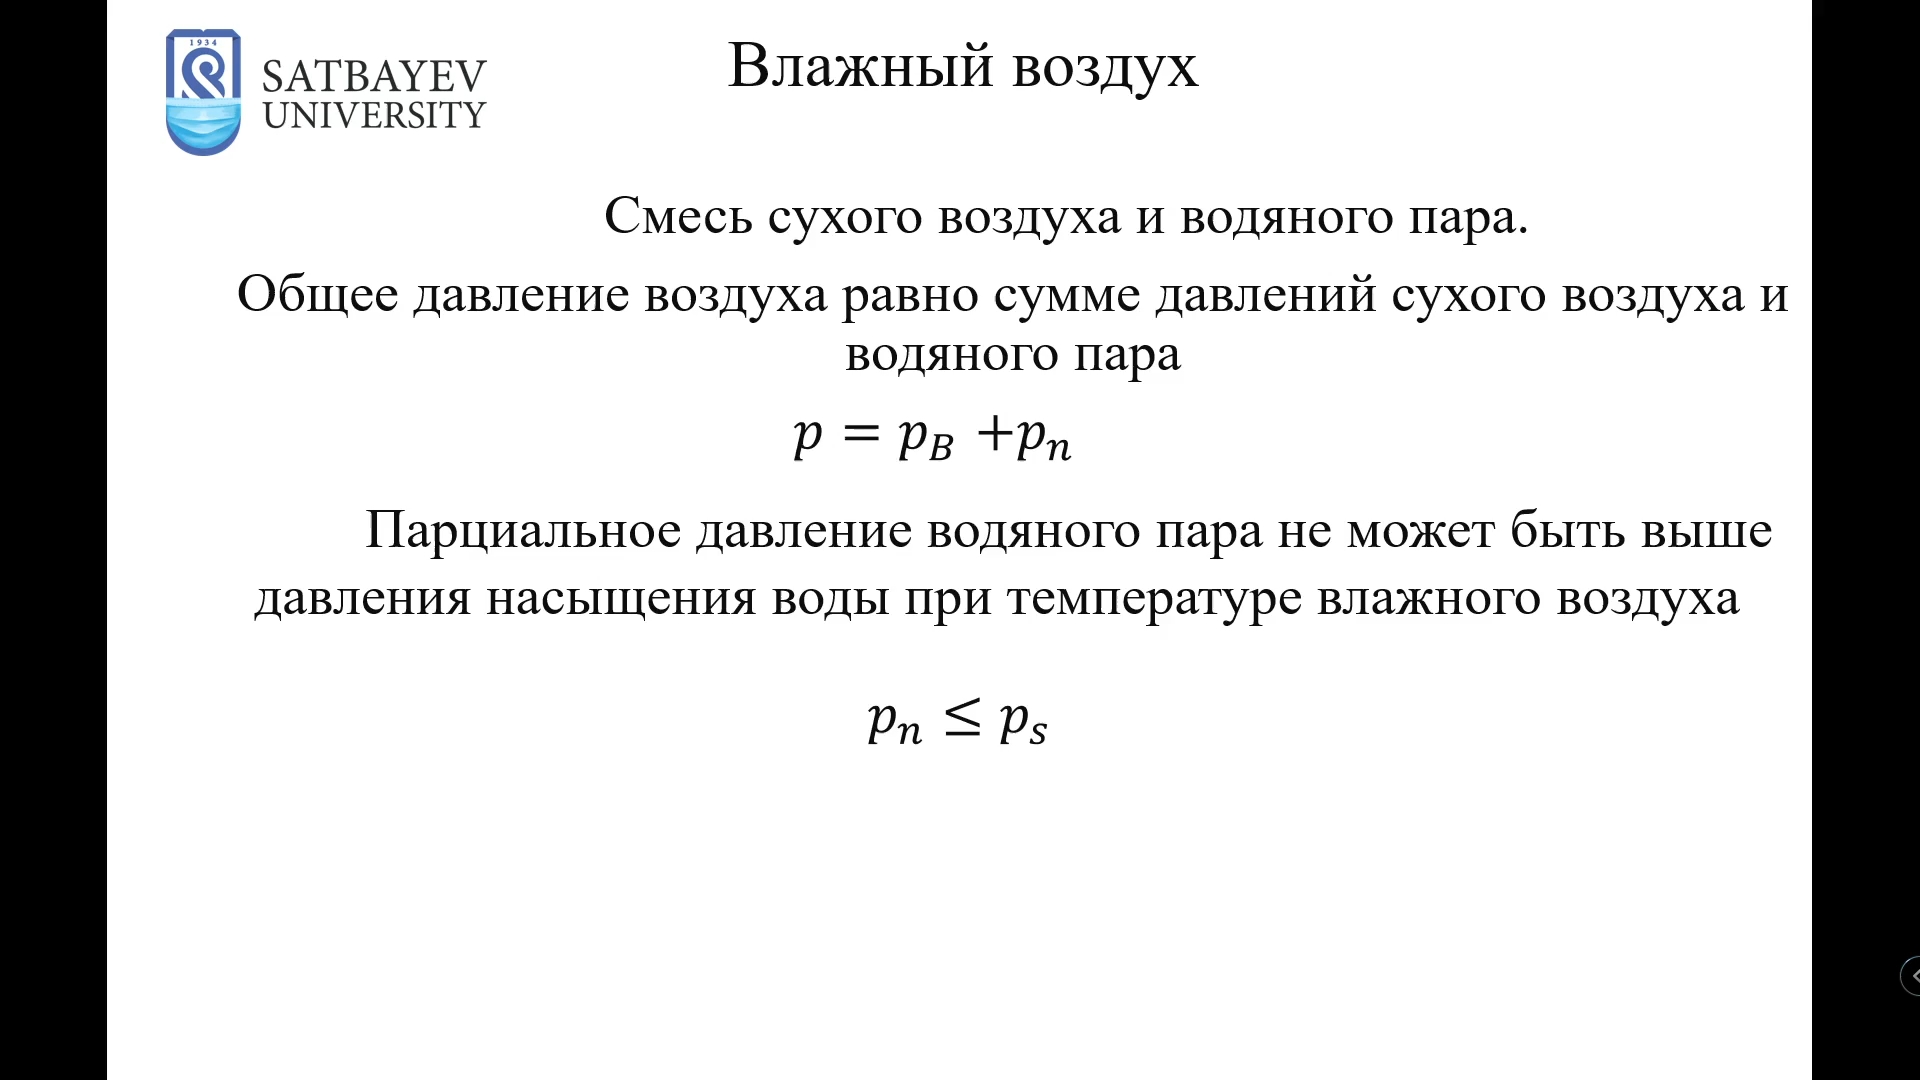 1934
SATBAYEV
UNIVERSITY
Влажный воздух
Смесь сухого воздуха и водяного пара.
Общее давление воздуха равно сумме давлений сухого воздуха и
водяного пара
p = p_B + p_n
Парциальное давление водяного пара не может быть выше
давления насыщения воды при температуре влажного воздуха
p_n ≤ p_s